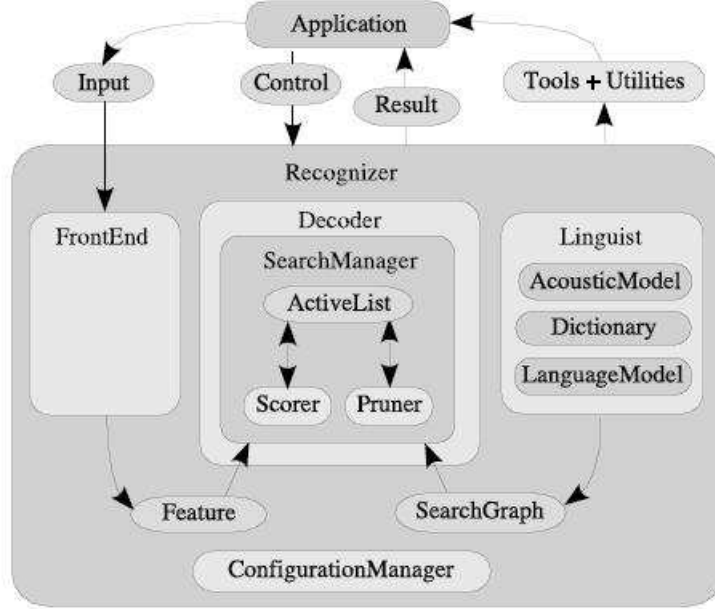 Application
Input
Control
Result
Tools + Utilities
Recognizer
FrontEnd
Decoder
SearchManager
ActiveList
Scorer
Pruner
Linguist
AcousticModel
Dictionary
LanguageModel
Feature
SearchGraph
ConfigurationManager